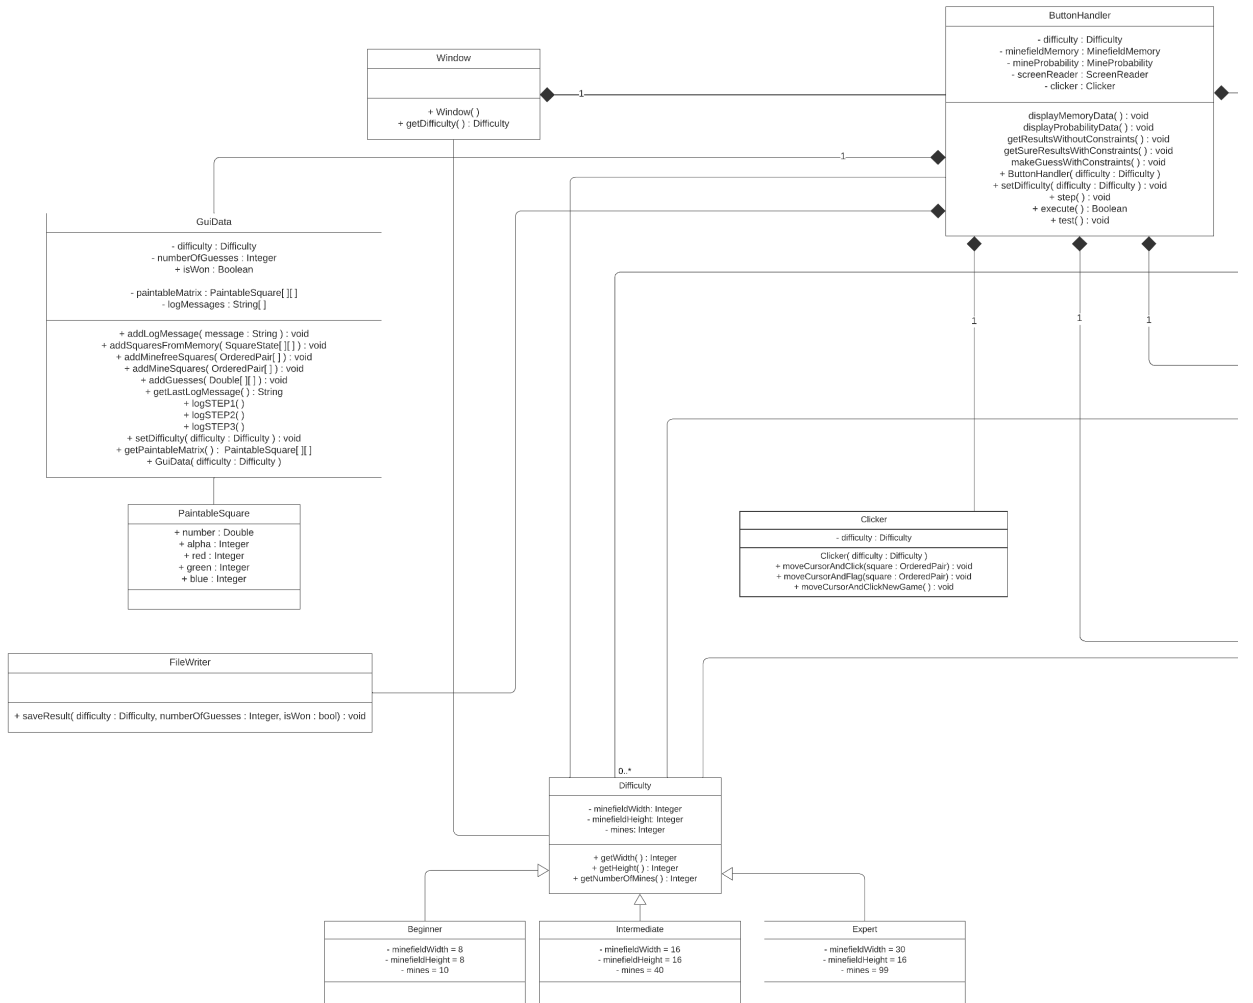 ButtonHandler
- difficulty : Difficulty
- minefieldMemory : MinefieldMemory
- mineProbability : MineProbability
- screenReader : ScreenReader
- clicker : Clicker
displayMemoryData( ) : void
displayProbabilityData( ) : void
getResultsWithoutConstraints( ) : void
getSureResultsWithConstraints( ) : void
makeGuessWithConstraints( ) : void
+ ButtonHandler( difficulty : Difficulty )
+ setDifficulty( difficulty : Difficulty ) : void
+ step( ) : void
+ execute( ) : Boolean
+ test( ) : void
Window
+ Window( )
+ getDifficulty( ) : Difficulty
1
1
1
1
1
GuiData
- difficulty : Difficulty
- numberOfGuesses : Integer
+ isWon : Boolean
- paintableMatrix : PaintableSquare[ ][ ]
- logMessages : String[ ]
+ addLogMessage( message : String ) : void
+ addSquaresFromMemory( SquareState[ ][ ] ) : void
+ addMinefreeSquares( OrderedPair[ ] ) : void
+ addMineSquares( OrderedPair[ ] ) : void
+ addGuesses( Double[ ][ ] ) : void
+ getLastLogMessage( ) : String
+ logSTEP1( )
+ logSTEP2( )
+ logSTEP3( )
+ setDifficulty( difficulty : Difficulty ) : void
+ getPaintableMatrix( ) :  PaintableSquare[ ][ ]
+ GuiData( difficulty : Difficulty )
PaintableSquare
+ number : Double
+ alpha : Integer
+ red : Integer
+ green : Integer
+ blue : Integer
Clicker
- difficulty : Difficulty
Clicker( difficulty : Difficulty )
+ moveCursorAndClick(square : OrderedPair) : void
+ moveCursorAndFlag(square : OrderedPair) : void
+ moveCursorAndClickNewGame( ) : void
FileWriter
+ saveResult( difficulty : Difficulty, numberOfGuesses : Integer, isWon : bool) : void
0..*
Difficulty
- minefieldWidth: Integer
- minefieldHeight: Integer
- mines: Integer
+ getWidth( ) : Integer
+ getHeight( ) : Integer
+ getNumberOfMines( ) : Integer
Beginner
- minefieldWidth = 8
- minefieldHeight = 8
- mines = 10
Intermediate
- minefieldWidth = 16
- minefieldHeight = 16
- mines = 40
Expert
- minefieldWidth = 30
- minefieldHeight = 16
- mines = 99